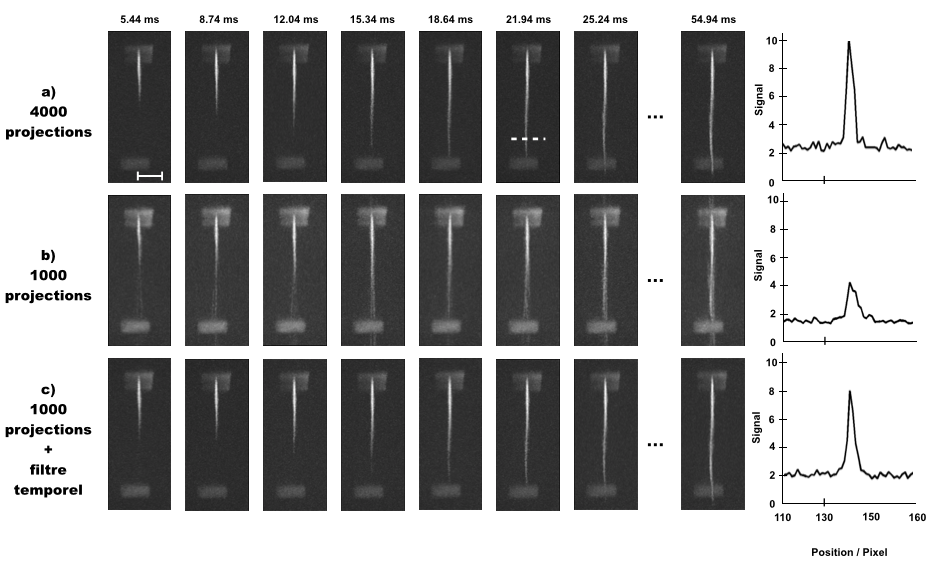 5.44 ms 8.74 ms 12.04 ms 15.34 ms 18.64 ms 21.94 ms 25.24 ms 54.94 ms
a)
4000
projections
...
Signal
10
8
6
4
2
0
b)
1000
projections
...
Signal
10
8
6
4
2
0
c)
1000
projections
+
filtre
temporel
...
Signal
10
8
6
4
2
0
110 130 150 160
Position / Pixel